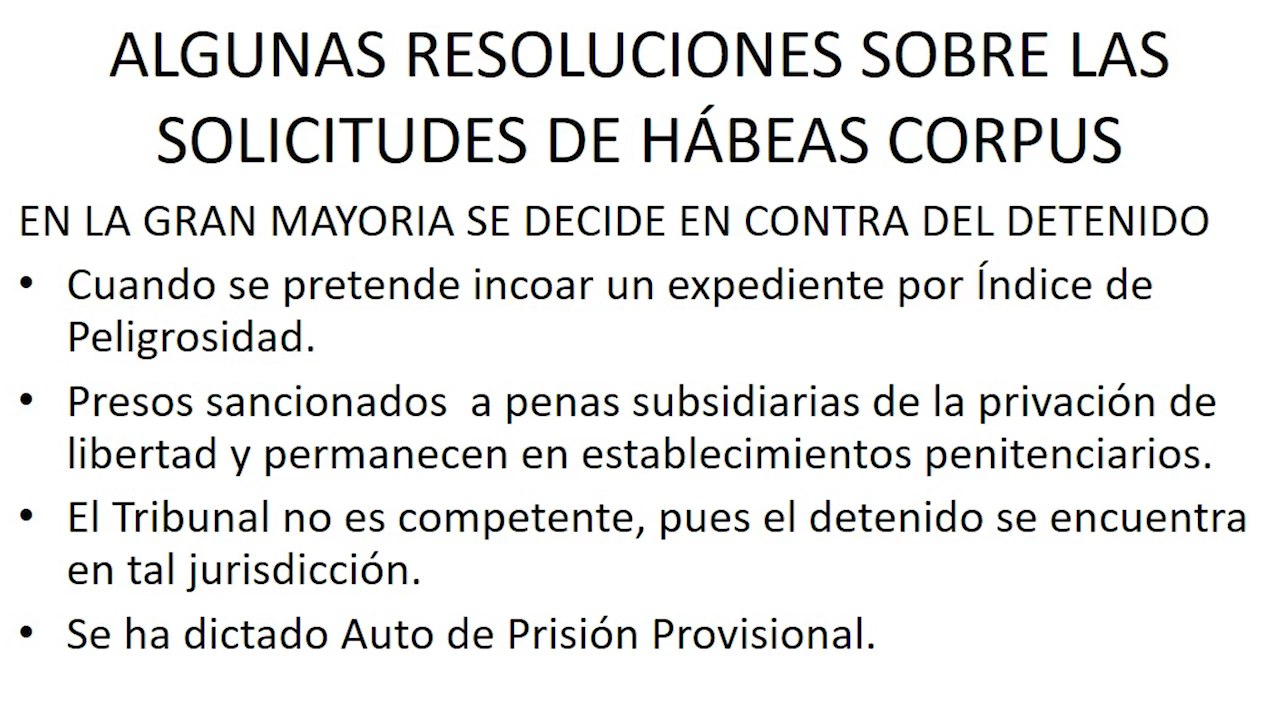 ALGUNAS RESOLUCIONES SOBRE LAS
SOLICITUDES DE HÁBEAS CORPUS
EN LA GRAN MAYORIA SE DECIDE EN CONTRA DEL DETENIDO
• Cuando se pretende incoar un expediente por Índice de
Peligrosidad.
• Presos sancionados  a penas subsidiarias de la privación de
libertad y permanecen en establecimientos penitenciarios.
• El Tribunal no es competente, pues el detenido se encuentra
en tal jurisdicción.
• Se ha dictado Auto de Prisión Provisional.